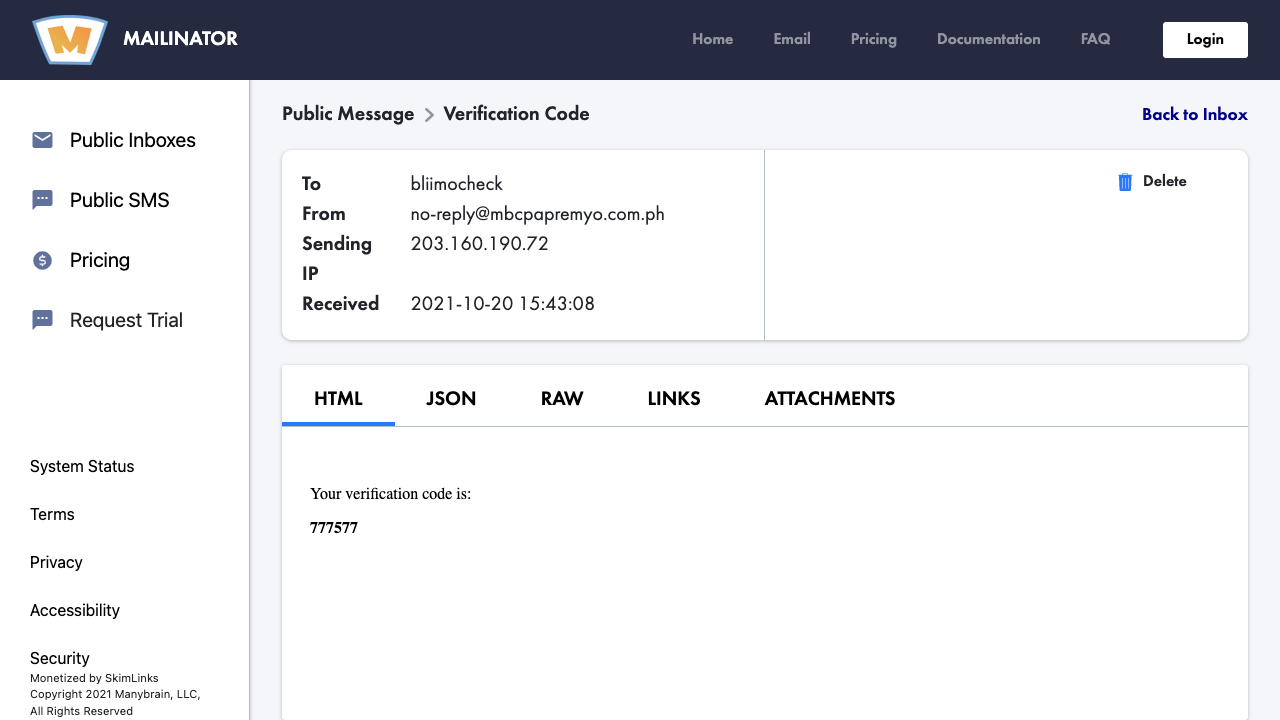 MAILINATOR
Home Email Pricing Documentation FAQ Login
Public Inboxes
Public SMS
Pricing
Request Trial
System Status
Terms
Privacy
Accessibility
Security
Monetized by SkimLinks
Copyright 2021 Manybrain, LLC,
All Rights Reserved
Public Message > Verification Code
Back to Inbox
To bliimocheck
From no-reply@mbcpapremyo.com.ph
Sending 203.160.190.72
IP
Received 2021-10-20 15:43:08
Delete
HTML JSON RAW LINKS ATTACHMENTS
Your verification code is:
777577